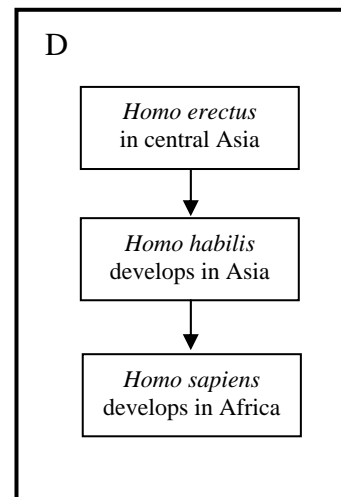 D
Homo erectus
in central Asia
Homo habilis
develops in Asia
Homo sapiens
develops in Africa